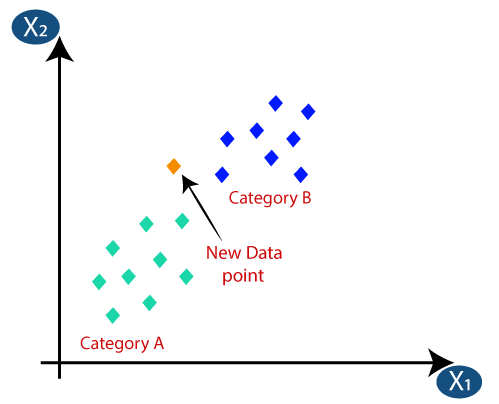 X2
Category B
New Data
point
Category A
X1